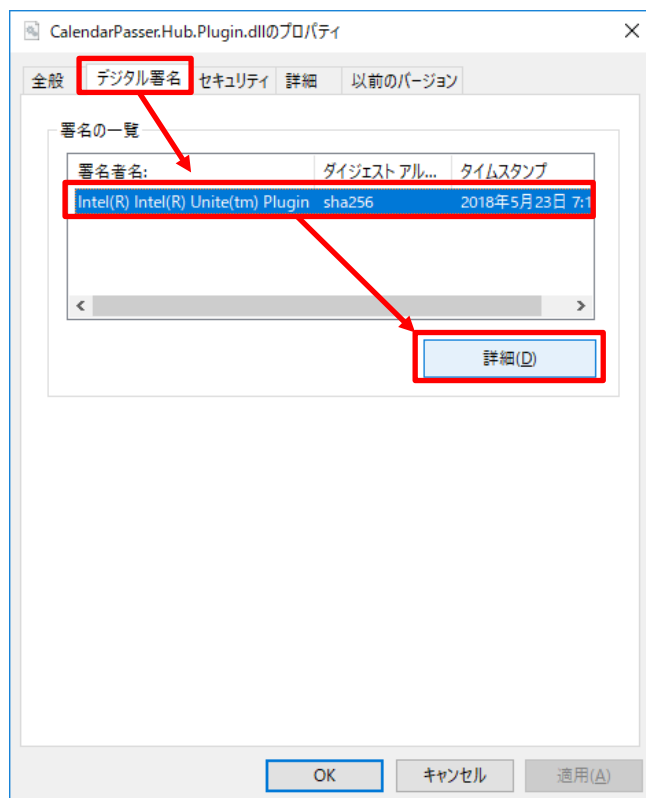 CalendarPasser.Hub.Plugin.dllのプロパティ
全般 デジタル署名 セキュリティ 詳細 以前のバージョン
署名の一覧
署名者名: ダイジェスト アル... タイムスタンプ
Intel(R) Intel(R) Unite(tm) Plugin sha256 2018年5月23日 7:1
詳細(D)
OK キャンセル 適用(A)